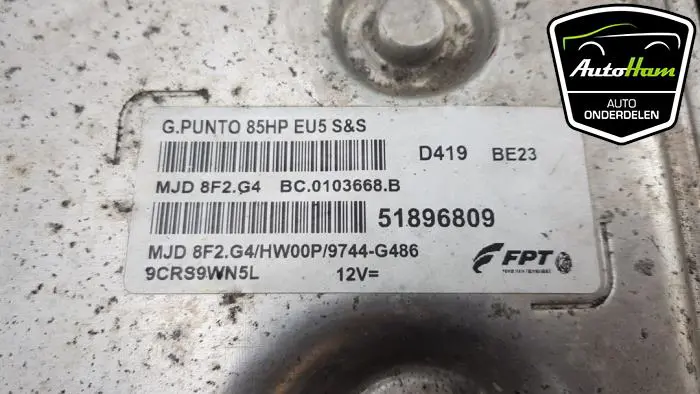 G.PUNTO 85HP EU5 S&S
D419 BE23
MJD 8F2.G4 BC.0103668.B
51896809
MJD 8F2.G4/HW00P/9744-G486
9CRS9WN5L 12V=
FPT
AutoHam
AUTO
ONDERDELEN